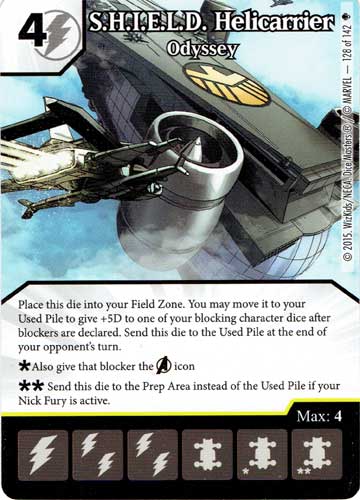 4
S.H.I.E.L.D. Helicarrier
Odyssey
© 2015, WizKids/NECA, Dice Masters ®/© MARVEL — 128 of 142
Place this die into your Field Zone. You may move it to your
Used Pile to give +5D to one of your blocking character dice after
blockers are declared. Send this die to the Used Pile at the end of
your opponent's turn.
*Also give that blocker the icon
** Send this die to the Prep Area instead of the Used Pile if your
Nick Fury is active.
Max: 4
*
**